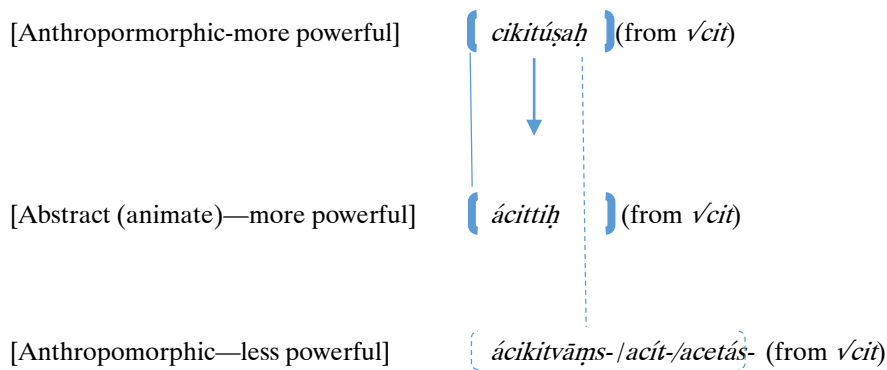 [Anthropormorphic-more powerful] cikitúṣaḥ (from √cit)
[Abstract (animate)—more powerful] ácittiḥ (from √cit)
[Anthropomorphic—less powerful] ácikitvāṃs- /acít-/acetás- (from √cit)